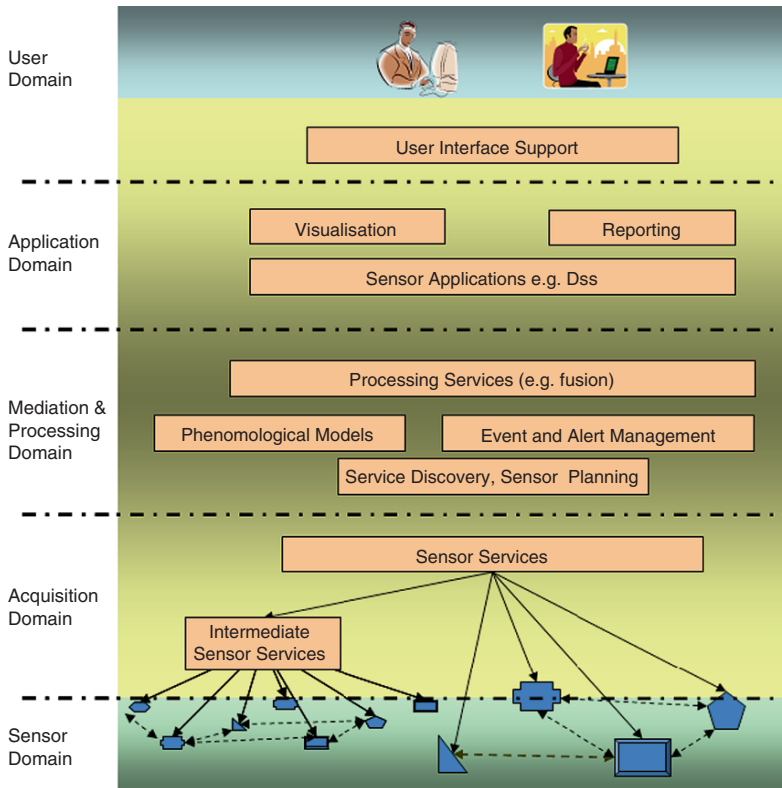 User
Domain
User Interface Support
Application
Domain
Visualisation
Reporting
Sensor Applications e.g. Dss
Mediation &
Processing
Domain
Processing Services (e.g. fusion)
Phenomological Models
Event and Alert Management
Service Discovery, Sensor Planning
Acquisition
Domain
Sensor Services
Intermediate
Sensor Services
Sensor
Domain